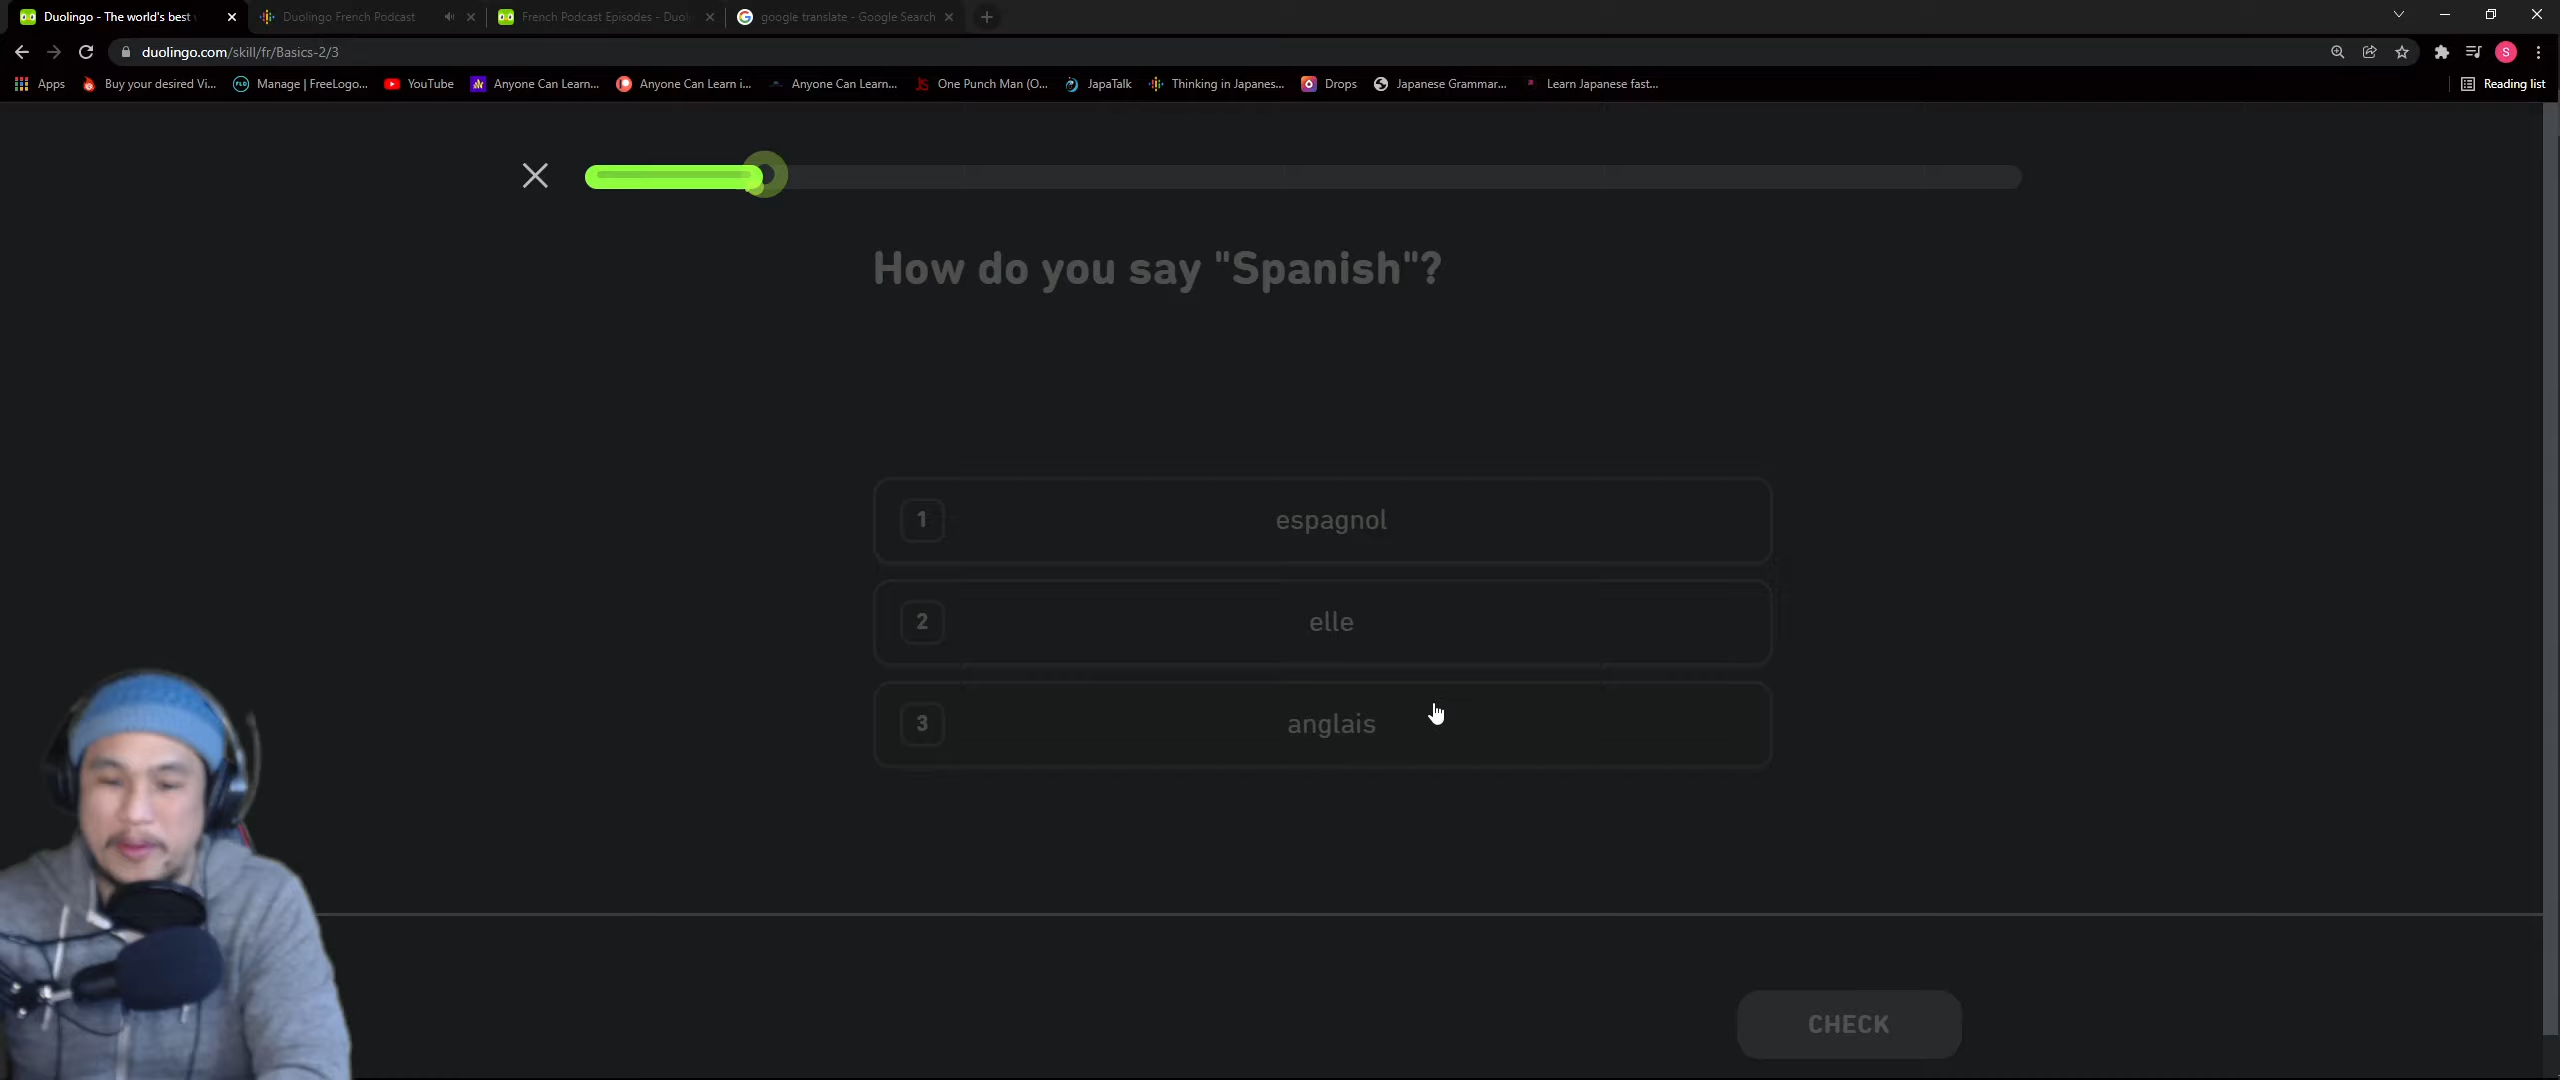 Duolingo - The world's best
Duolingo French Podcast
French Podcast Episodes - Duol
google translate - Google Search
duolingo.com/skill/fr/Basics-2/3
S
Apps
Buy your desired Vi...
FLD
Manage | FreeLogo...
YouTube
Anyone Can Learn...
Anyone Can Learn i...
Anyone Can Learn...
JS
One Punch Man (O...
JapaTalk
Thinking in Japanes...
Drops
Japanese Grammar...
Learn Japanese fast...
Reading list
How do you say "Spanish"?
1 espagnol
2 elle
3 anglais
CHECK